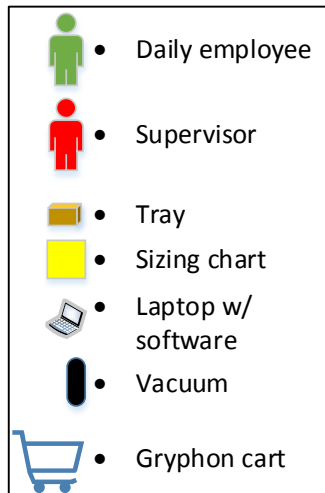 • Daily employee
• Supervisor
• Tray
• Sizing chart
• Laptop w/
software
• Vacuum
• Gryphon cart